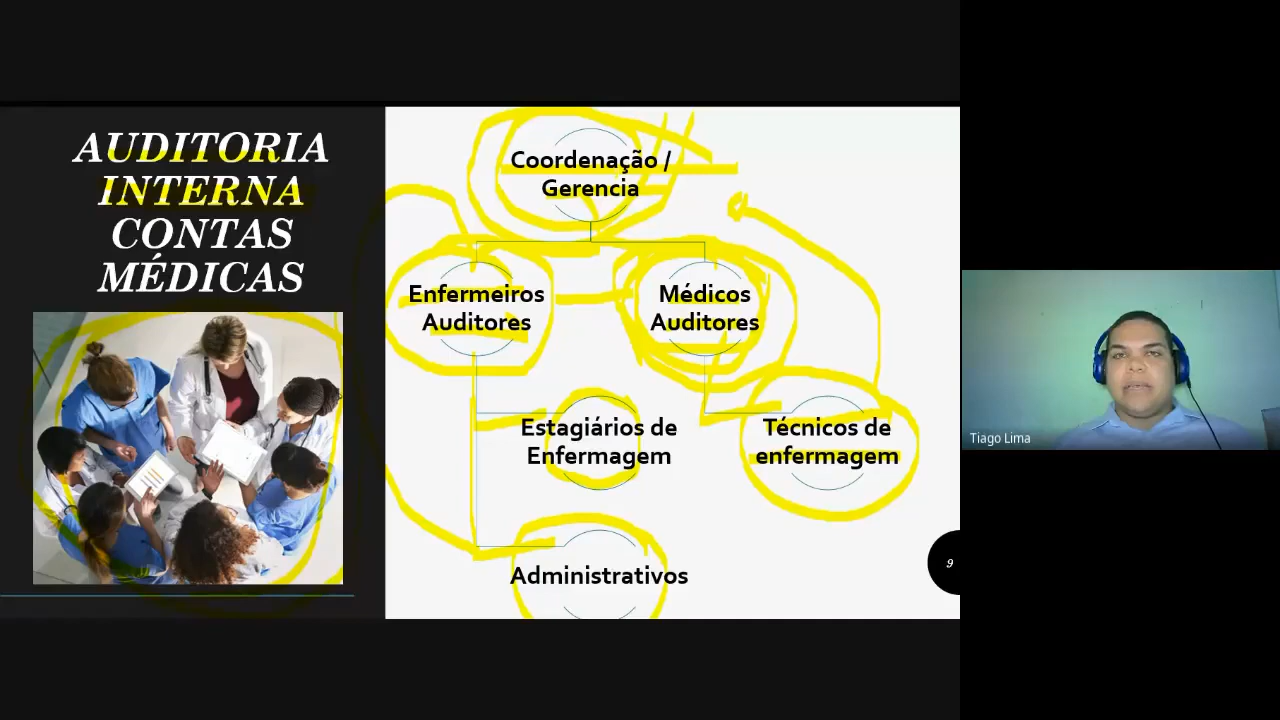 AUDITORIA
INTERNA
CONTAS
MÉDICAS
Coordenação /
Gerencia
Enfermeiros
Auditores
Médicos
Auditores
Estagiários de
Enfermagem
Técnicos de
enfermagem
Administrativos
9
Tiago Lima